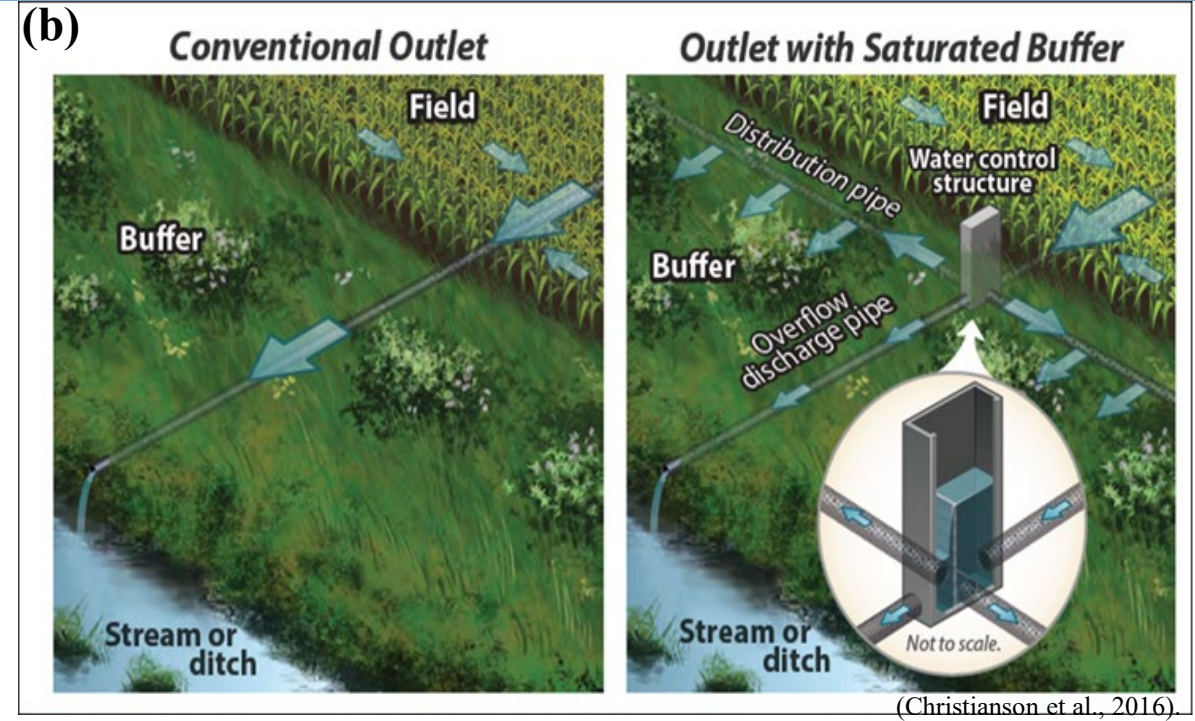 (b)
Conventional Outlet
Field
Buffer
Stream or
ditch
Outlet with Saturated Buffer
Field
Distribution pipe
Water control
structure
Buffer
Overflow
discharge pipe
Not to scale.
Stream or
ditch
(Christianson et al., 2016).